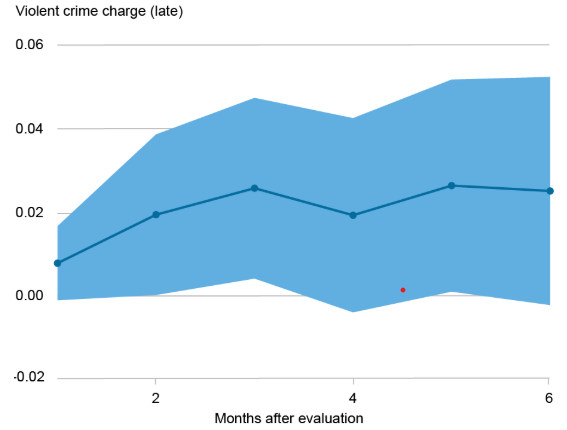 Violent crime charge (late)
0.06
0.04
0.02
0.00
-0.02
2 4 6
Months after evaluation